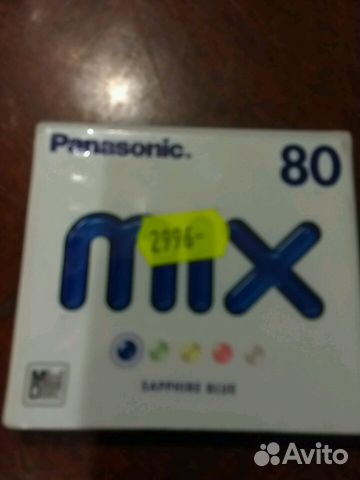 Panasonic.
80
mix
2996-
SAPPHIRE BLUE
Avito